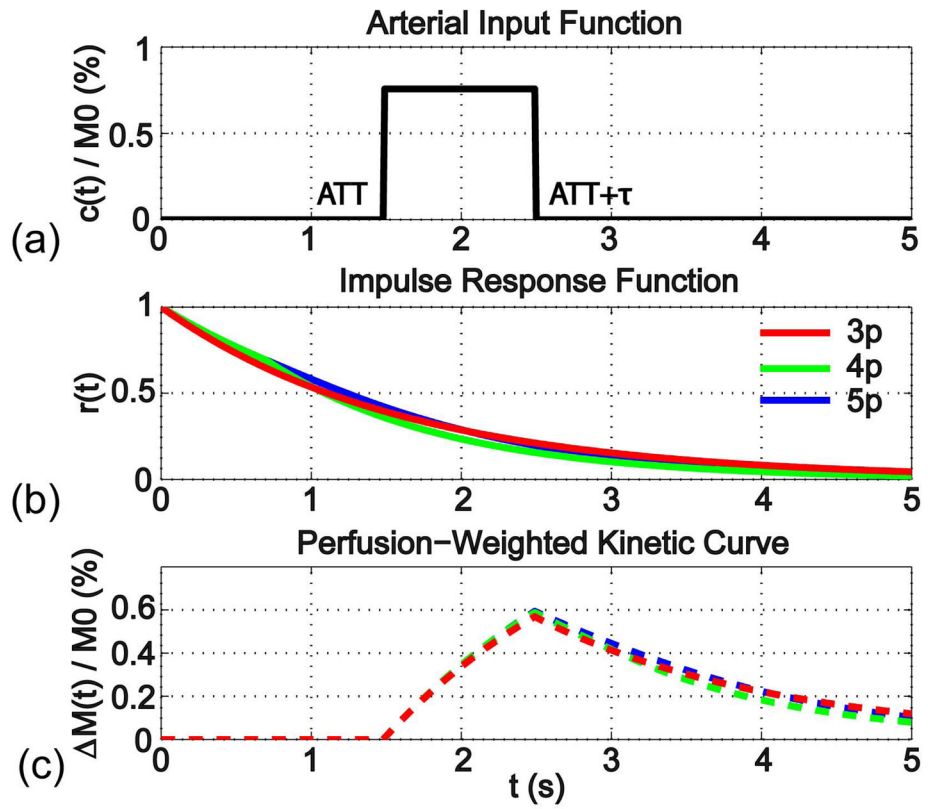 Arterial Input Function
c(t) / M0 (%)
1
0.5
0
ATT
ATT+τ
0 1 2 3 4 5
(a)
Impulse Response Function
r(t)
1
0.5
0
3p
4p
5p
0 1 2 3 4 5
(b)
Perfusion−Weighted Kinetic Curve
ΔM(t) / M0 (%)
0.6
0.4
0.2
0
0 1 2 3 4 5
(c)
t (s)